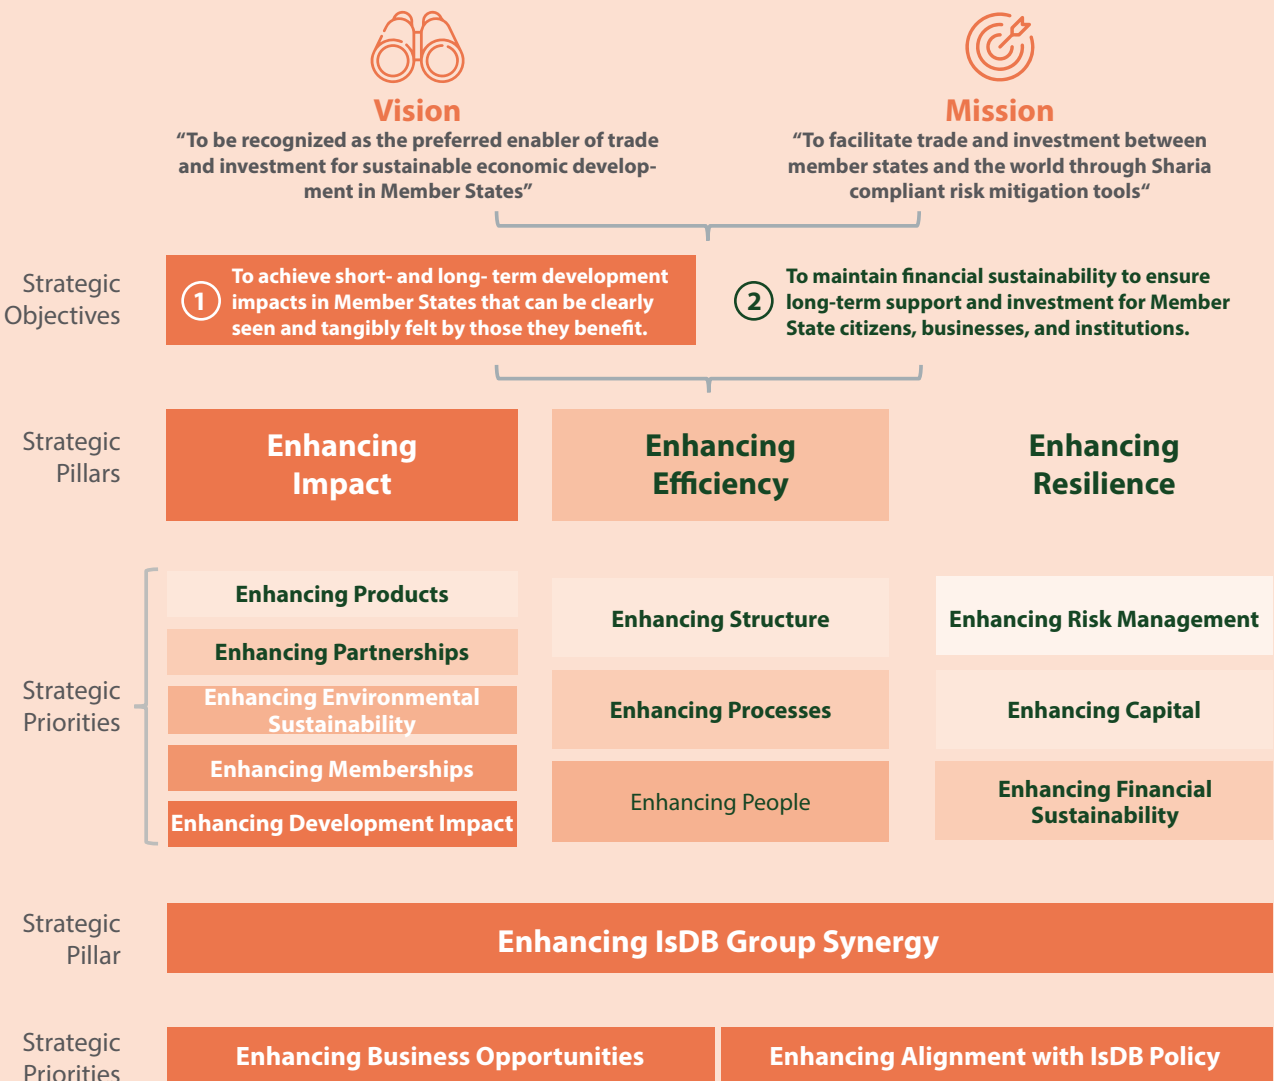 Vision
“To be recognized as the preferred enabler of trade
and investment for sustainable economic develop-
ment in Member States”
Mission
“To facilitate trade and investment between
member states and the world through Sharia
compliant risk mitigation tools“
Strategic
Objectives
1
To achieve short- and long- term development
impacts in Member States that can be clearly
seen and tangibly felt by those they benefit.
2
To maintain financial sustainability to ensure
long-term support and investment for Member
State citizens, businesses, and institutions.
Strategic
Pillars
Enhancing
Impact
Enhancing
Efficiency
Enhancing
Resilience
Strategic
Priorities
Enhancing Products
Enhancing Partnerships
Enhancing Environmental
Sustainability
Enhancing Memberships
Enhancing Development Impact
Enhancing Structure
Enhancing Processes
Enhancing People
Enhancing Risk Management
Enhancing Capital
Enhancing Financial
Sustainability
Strategic
Pillar
Enhancing IsDB Group Synergy
Strategic
Priorities
Enhancing Business Opportunities
Enhancing Alignment with IsDB Policy